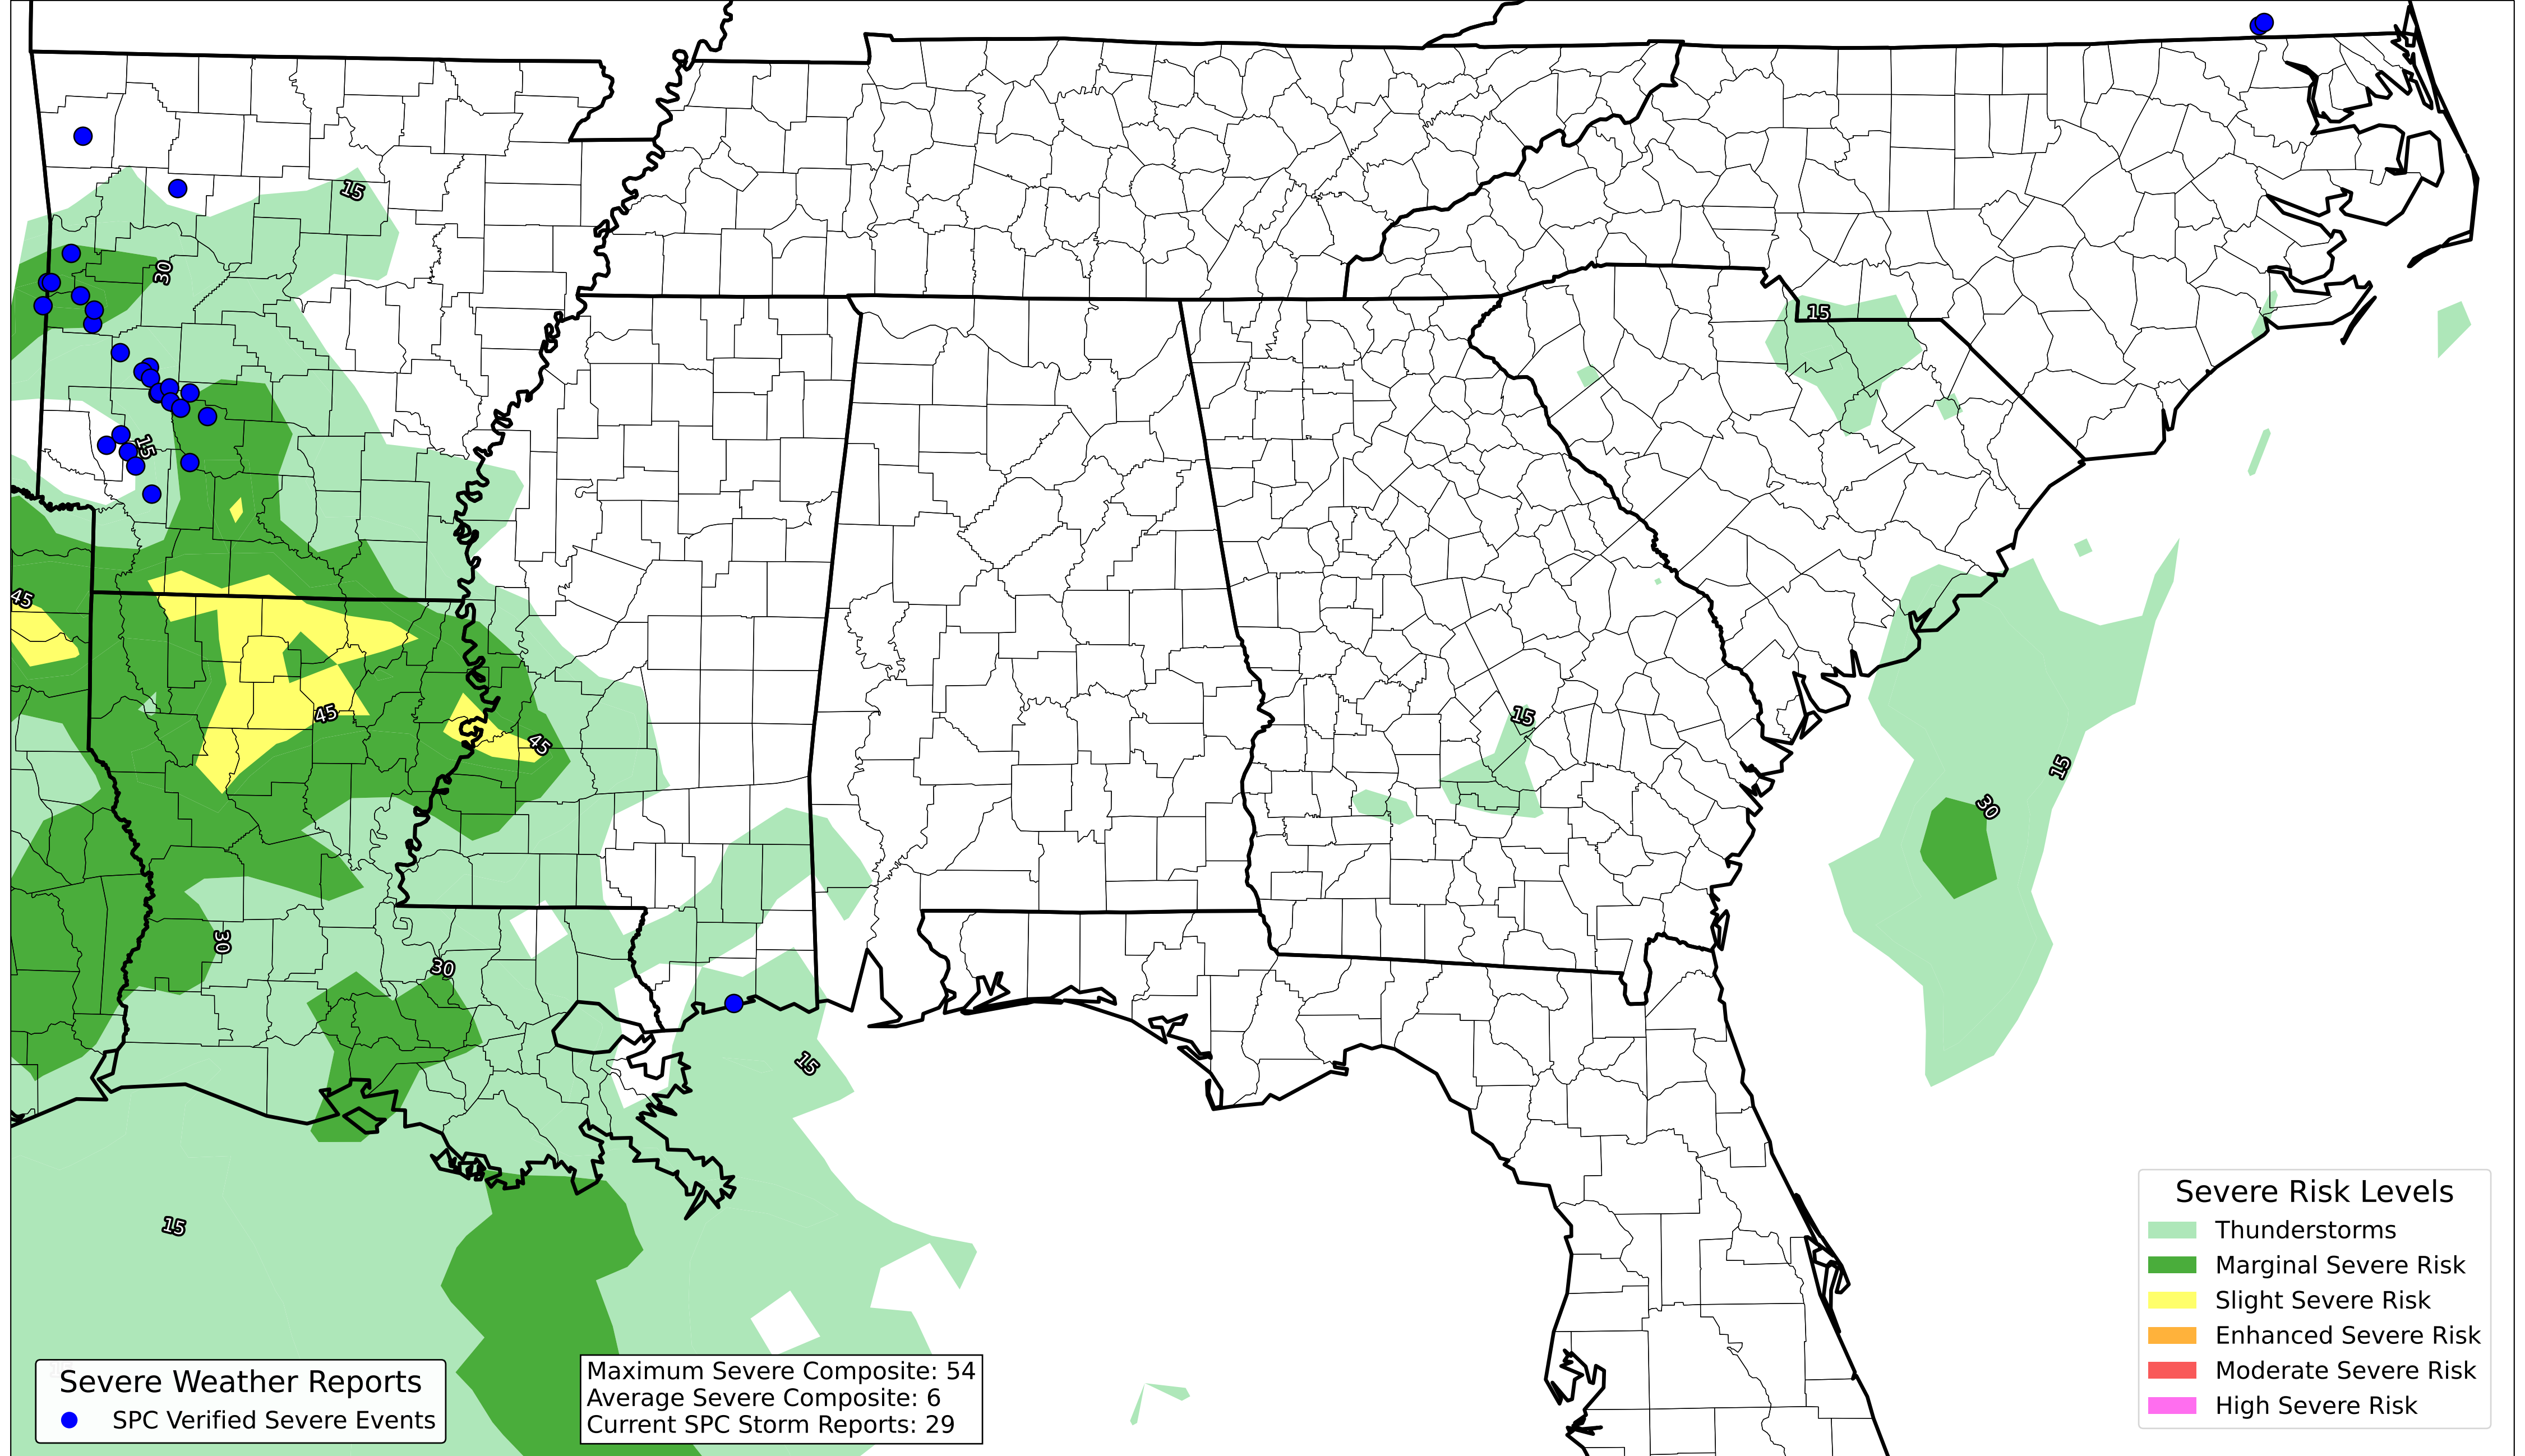 15
30
15
15
45
45
45
15
15
30
30
30
15
15
15
Severe Risk Levels
Thunderstorms
Marginal Severe Risk
Slight Severe Risk
Enhanced Severe Risk
Moderate Severe Risk
High Severe Risk
Severe Weather Reports
SPC Verified Severe Events
Maximum Severe Composite: 54
Average Severe Composite: 6
Current SPC Storm Reports: 29